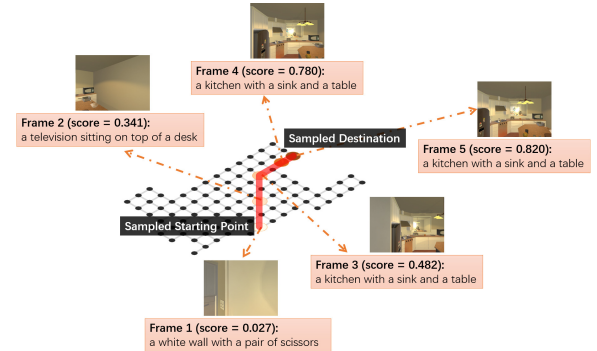 Frame 4 (score = 0.780):
a kitchen with a sink and a table
Frame 2 (score = 0.341):
a television sitting on top of a desk
Sampled Destination
Frame 5 (score = 0.820):
a kitchen with a sink and a table
Sampled Starting Point
Frame 3 (score = 0.482):
a kitchen with a sink and a table
Frame 1 (score = 0.027):
a white wall with a pair of scissors